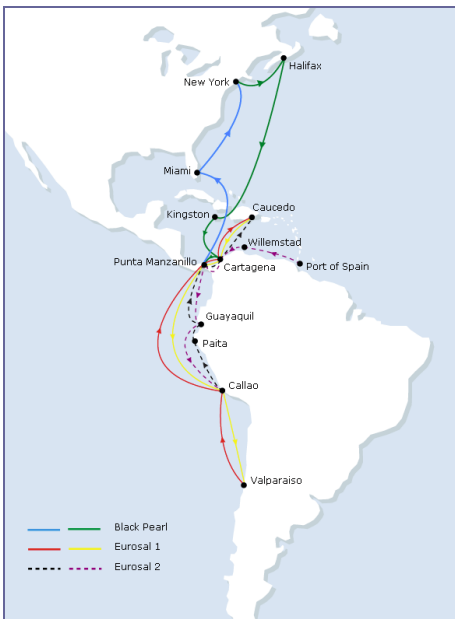 Halifax
New York
Miami
Kingston
Caucedo
Willemstad
Punta Manzanillo
Cartagena
Port of Spain
Guayaquil
Paita
Callao
Valparaiso
Black Pearl
Eurosal 1
Eurosal 2